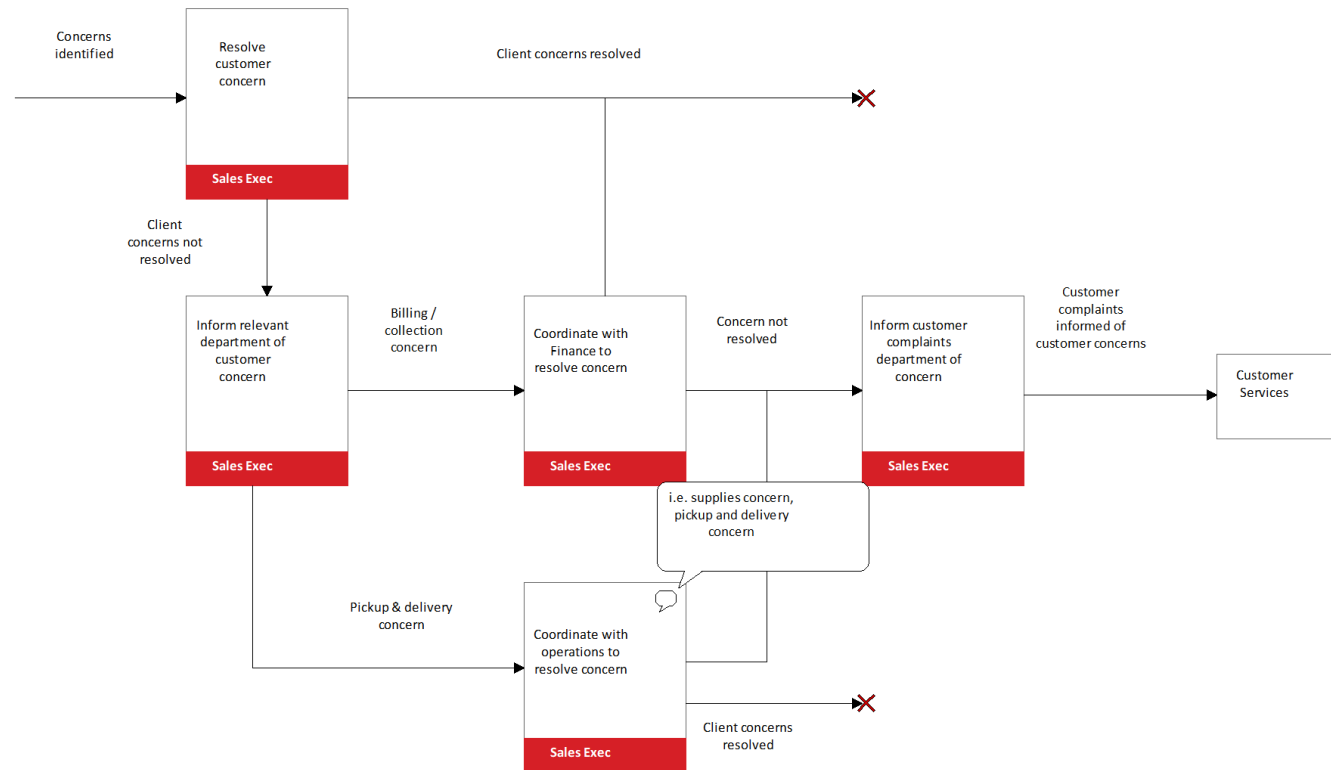 Concerns
identified
Resolve
customer
concern
Client concerns resolved
Sales Exec
Client
concerns not
resolved
Inform relevant
department of
customer
concern
Sales Exec
Billing /
collection
concern
Coordinate with
Finance to
resolve concern
Sales Exec
Concern not
resolved
Inform customer
complaints
department of
concern
Sales Exec
Customer
complaints
informed of
customer concerns
Customer
Services
i.e. supplies concern,
pickup and delivery
concern
Pickup & delivery
concern
Coordinate with
operations to
resolve concern
Sales Exec
Client concerns
resolved